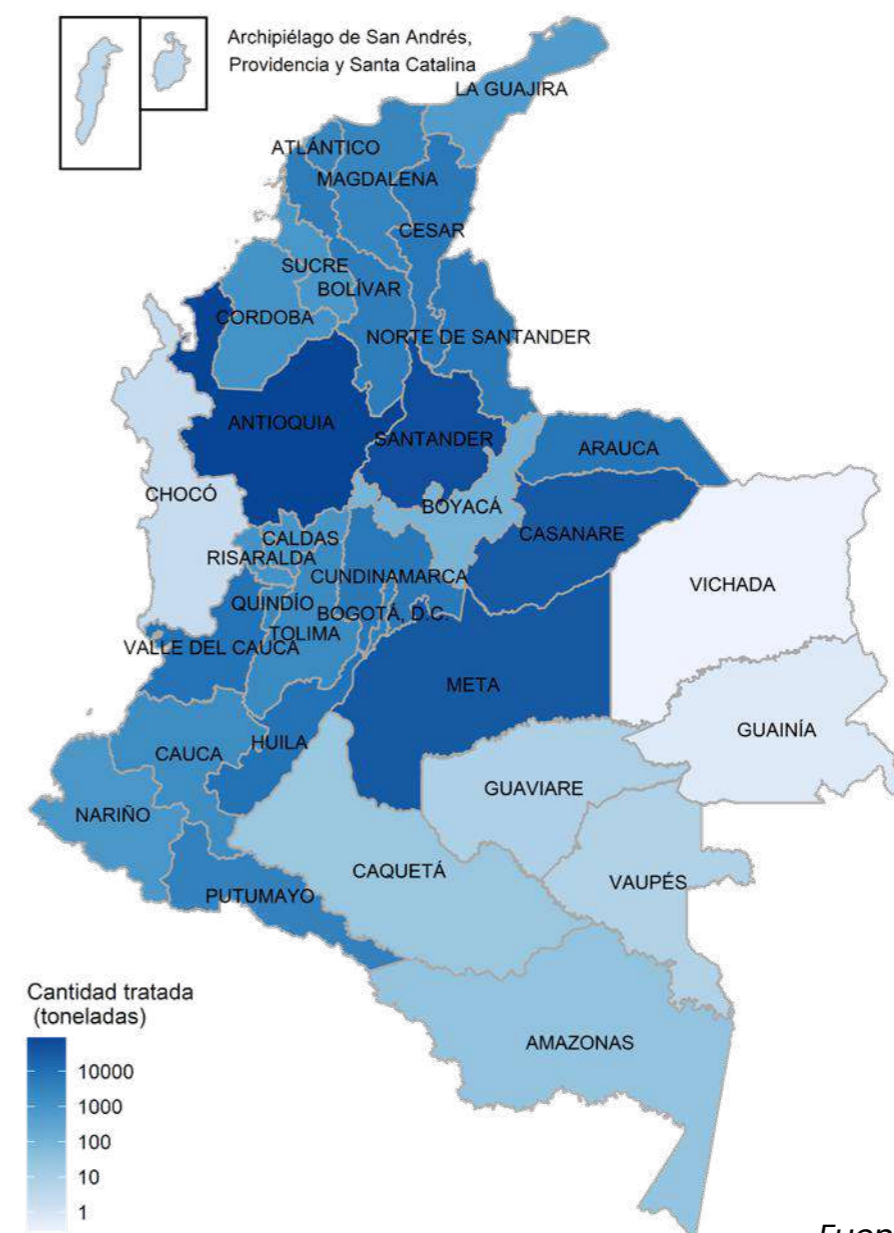 Archipiélago de San Andrés,
Providencia y Santa Catalina
LA GUAJIRA
ATLÁNTICO
MAGDALENA
CESAR
SUCRE
BOLÍVAR
CORDOBA
NORTE DE SANTANDER
ANTIOQUIA
SANTANDER
ARAUCA
CHOCÓ
BOYACÁ
CASANARE
CALDAS
RISARALDA
CUNDINAMARCA
VICHADA
QUINDÍO
BOGOTÁ, D.C.
TOLIMA
VALLE DEL CAUCA
META
GUAINÍA
HUILA
CAUCA
GUAVIARE
NARIÑO
CAQUETÁ
VAUPÉS
PUTUMAYO
AMAZONAS
Cantidad tratada
(toneladas)
10000
1000
100
10
1